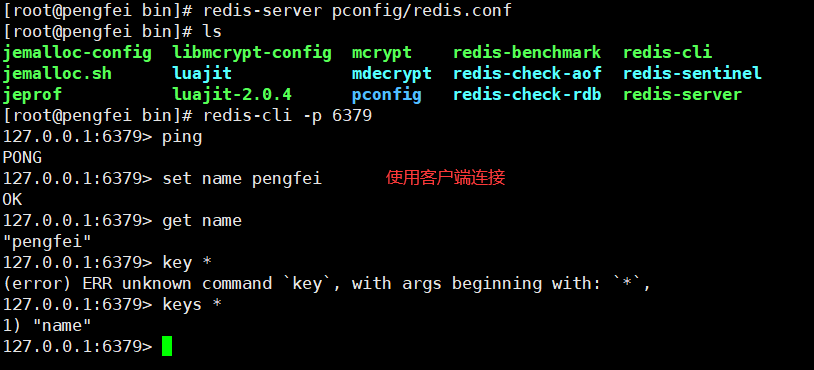 [root@pengfei bin]# redis-server pconfig/redis.conf
[root@pengfei bin]# ls
jemalloc-config libmcrypt-config mcrypt redis-benchmark redis-cli
jemalloc.sh luajit mdecrypt redis-check-aof redis-sentinel
jeprof luajit-2.0.4 pconfig redis-check-rdb redis-server
[root@pengfei bin]# redis-cli -p 6379
127.0.0.1:6379> ping
PONG
127.0.0.1:6379> set name pengfei 使用客户端连接
OK
127.0.0.1:6379> get name
"pengfei"
127.0.0.1:6379> key *
(error) ERR unknown command `key`, with args beginning with: `*`,
127.0.0.1:6379> keys *
1) "name"
127.0.0.1:6379>